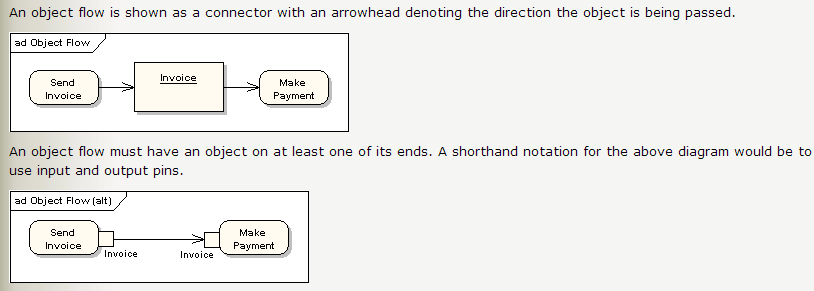 An object flow is shown as a connector with an arrowhead denoting the direction the object is being passed.
ad Object Flow
Send
Invoice
Invoice
Make
Payment
An object flow must have an object on at least one of its ends. A shorthand notation for the above diagram would be to
use input and output pins.
ad Object Flow (alt)
Send
Invoice
Invoice
Invoice
Make
Payment